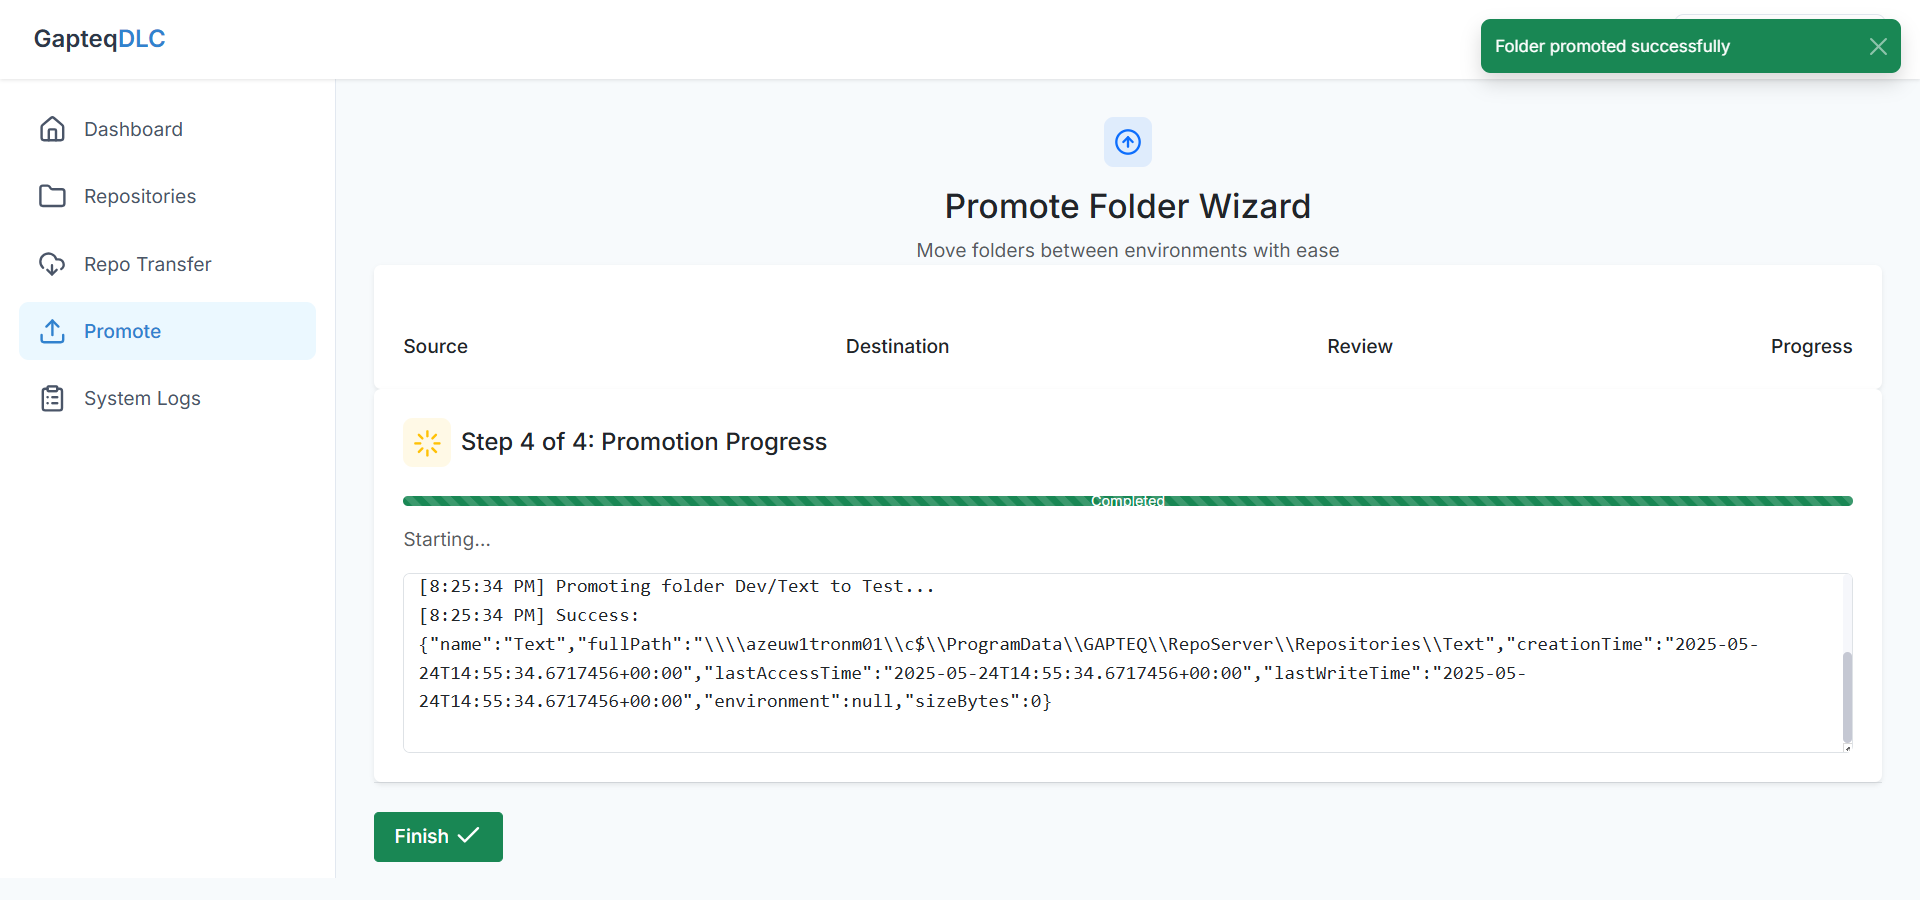 GapteqDLC
Folder promoted successfully
Dashboard
Repositories
Repo Transfer
Promote
System Logs
Promote Folder Wizard
Move folders between environments with ease
Source Destination Review Progress
Step 4 of 4: Promotion Progress
Completed
Starting...
[8:25:34 PM] Promoting folder Dev/Text to Test...
[8:25:34 PM] Success:
{"name":"Text","fullPath":"\\\\azeuw1tronm01\\c$\\ProgramData\\GAPTEQ\\RepoServer\\Repositories\\Text","creationTime":"2025-05-
24T14:55:34.6717456+00:00","lastAccessTime":"2025-05-24T14:55:34.6717456+00:00","lastWriteTime":"2025-05-
24T14:55:34.6717456+00:00","environment":null,"sizeBytes":0}
Finish